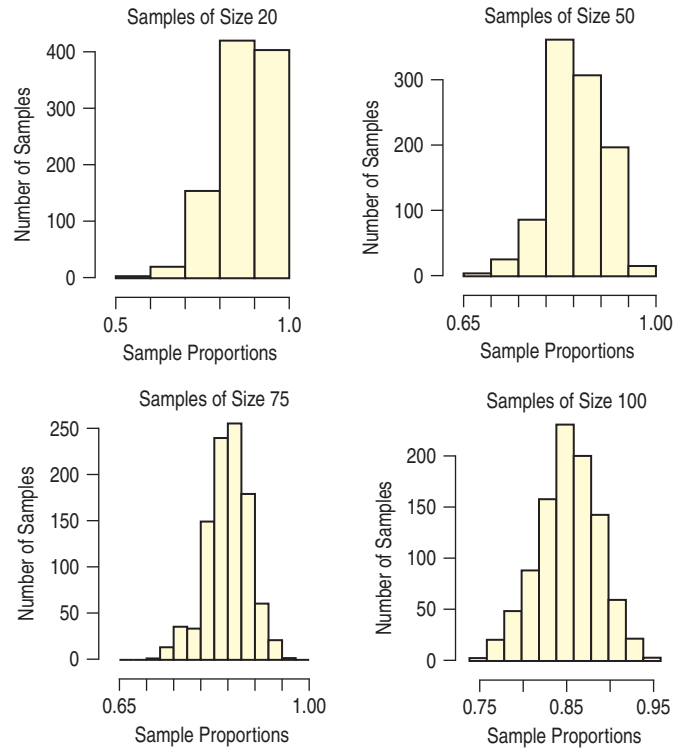 Samples of Size 20
Number of Samples
400
300
200
100
0
0.5 1.0
Sample Proportions
Samples of Size 50
Number of Samples
300
200
100
0
0.65 1.00
Sample Proportions
Samples of Size 75
Number of Samples
250
200
150
100
50
0
0.65 1.00
Sample Proportions
Samples of Size 100
Number of Samples
200
150
100
50
0
0.75 0.85 0.95
Sample Proportions